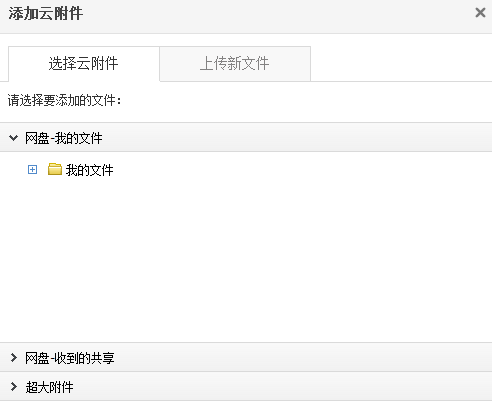 添加云附件
选择云附件 上传新文件
请选择要添加的文件：
网盘-我的文件
我的文件
网盘-收到的共享
超大附件